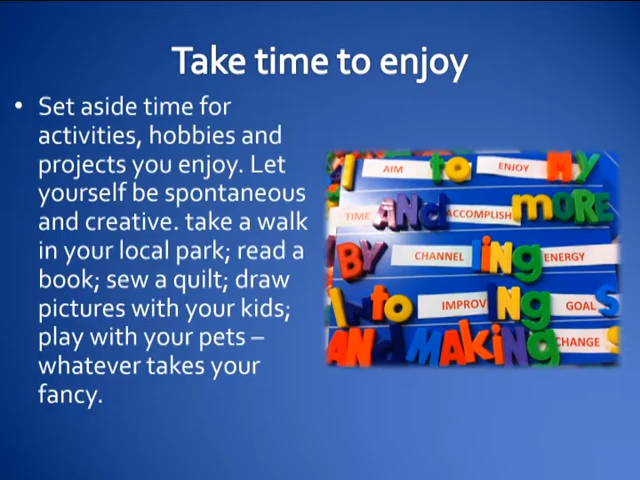 Take time to enjoy
• Set aside time for
activities, hobbies and
projects you enjoy. Let
yourself be spontaneous
and creative. take a walk
in your local park; read a
book; sew a quilt; draw
pictures with your kids;
play with your pets –
whatever takes your
fancy.
I AIM to ENJOY MY
TIME ANd ACCOMPLISH mORE
BY CHANNEL liNg ENERGY
Into IMPROV INg GOAL S
ANd MAkiNg CHANGE